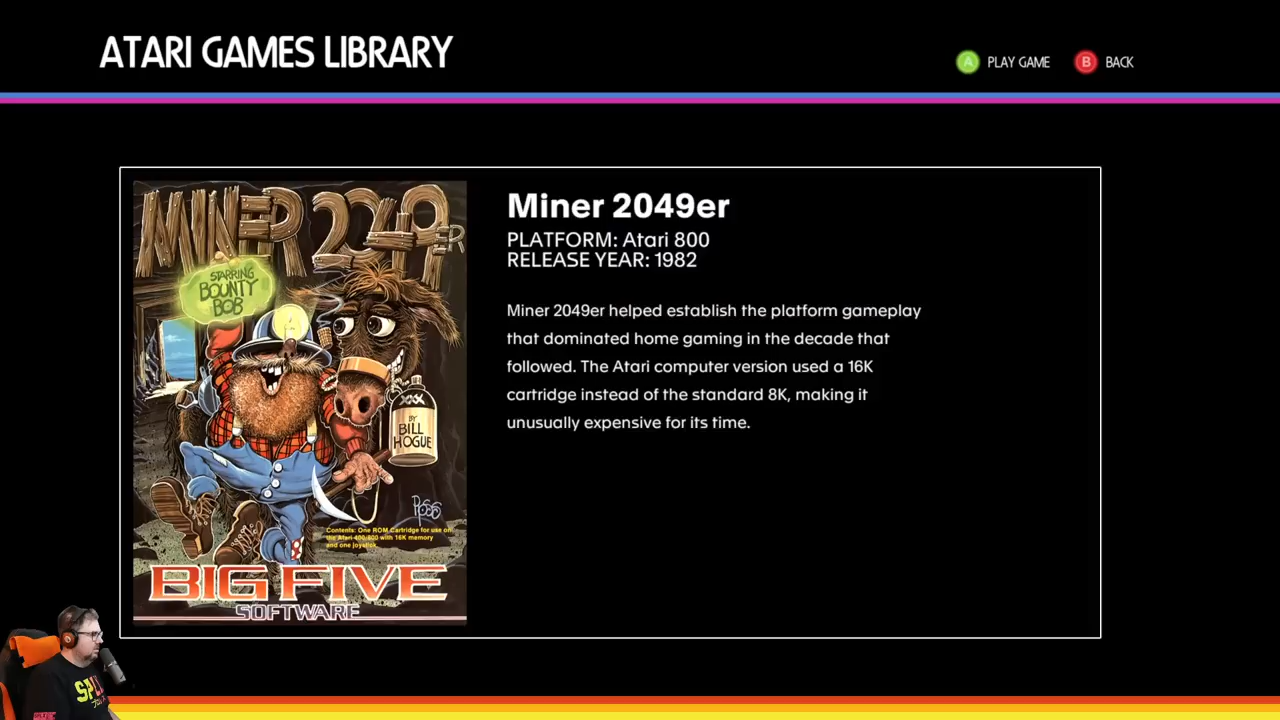 ATARI GAMES LIBRARY
A PLAY GAME B BACK
MINER 2049ER
STARRING
BOUNTY
BOB
XXX
BY
BILL
HOGUE
Contents: One ROM Cartridge for use on
the Atari 400/800 with 16K memory
and one joystick.
BIG FIVE
SOFTWARE
Miner 2049er
PLATFORM: Atari 800
RELEASE YEAR: 1982
Miner 2049er helped establish the platform gameplay
that dominated home gaming in the decade that
followed. The Atari computer version used a 16K
cartridge instead of the standard 8K, making it
unusually expensive for its time.